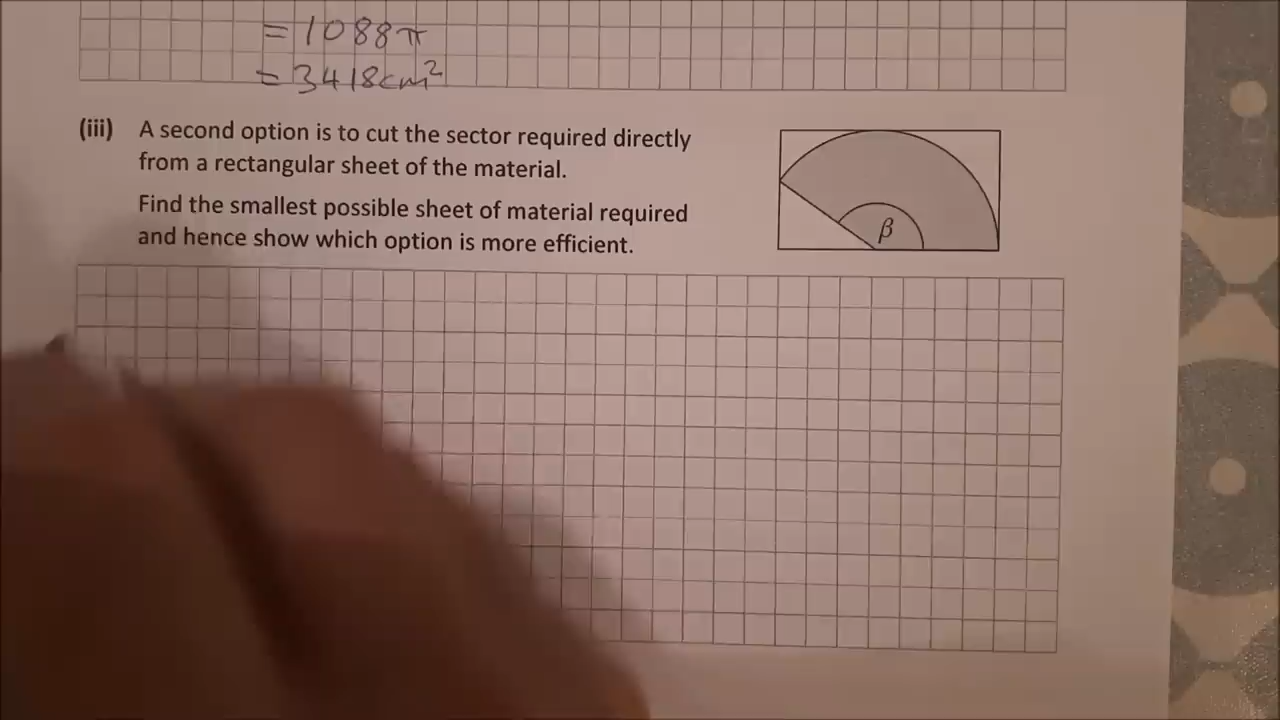 = 1088π
= 3418cm²
(iii) A second option is to cut the sector required directly
from a rectangular sheet of the material.
Find the smallest possible sheet of material required
and hence show which option is more efficient.
β